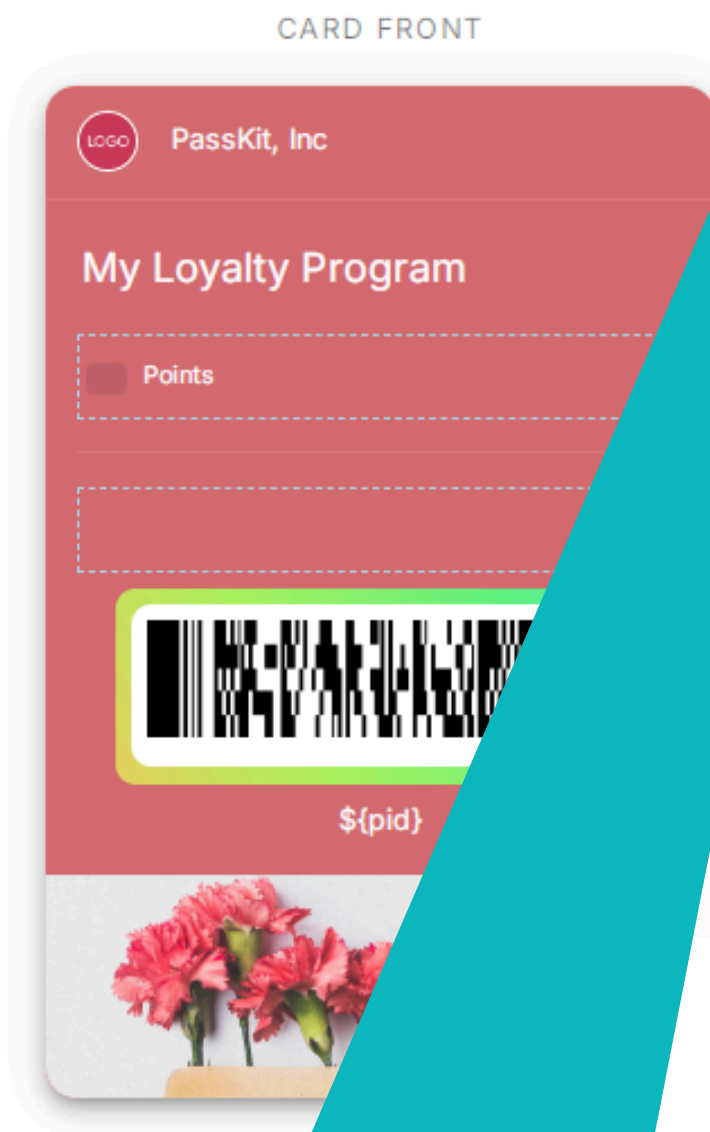 CARD FRONT
LOGO
PassKit, Inc
My Loyalty Program
Points
${pid}